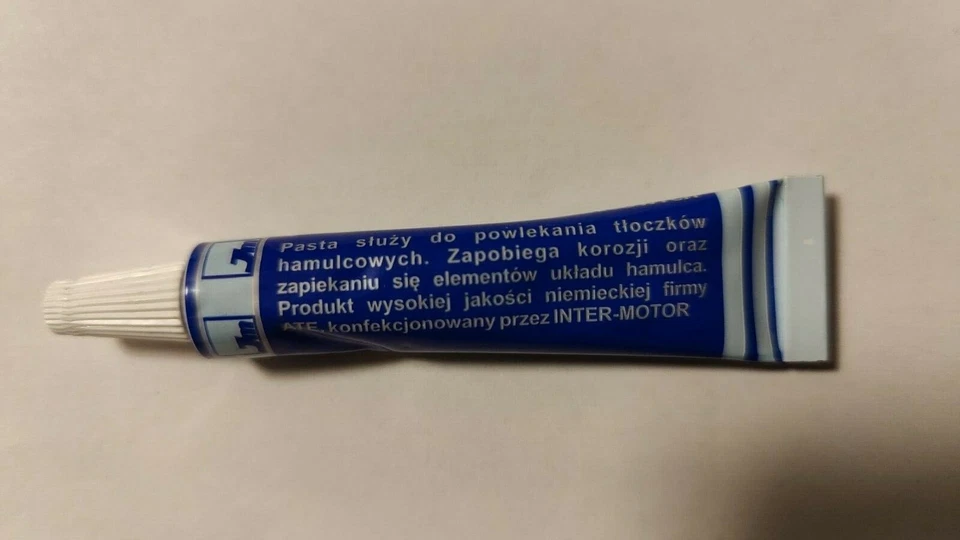 Pasta służy do powlekania tłoczków
hamulcowych. Zapobiega korozji oraz
zapiekaniu się elementów układu hamulca.
Produkt wysokiej jakości niemieckiej firmy
ATE, konfekcjonowany przez INTER-MOTOR